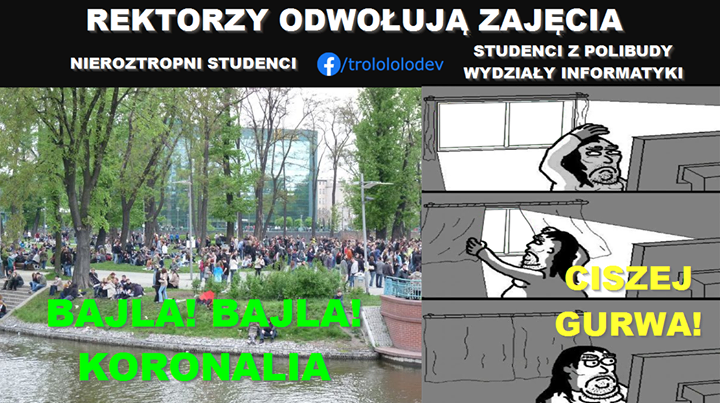 REKTORZY ODWOŁUJĄ ZAJĘCIA
NIEROZTROPNI STUDENCI
/trolololodev
STUDENCI Z POLIBUDY
WYDZIAŁY INFORMATYKI
BAJLA! BAJLA!
KORONALIA
CISZEJ
GURWA!